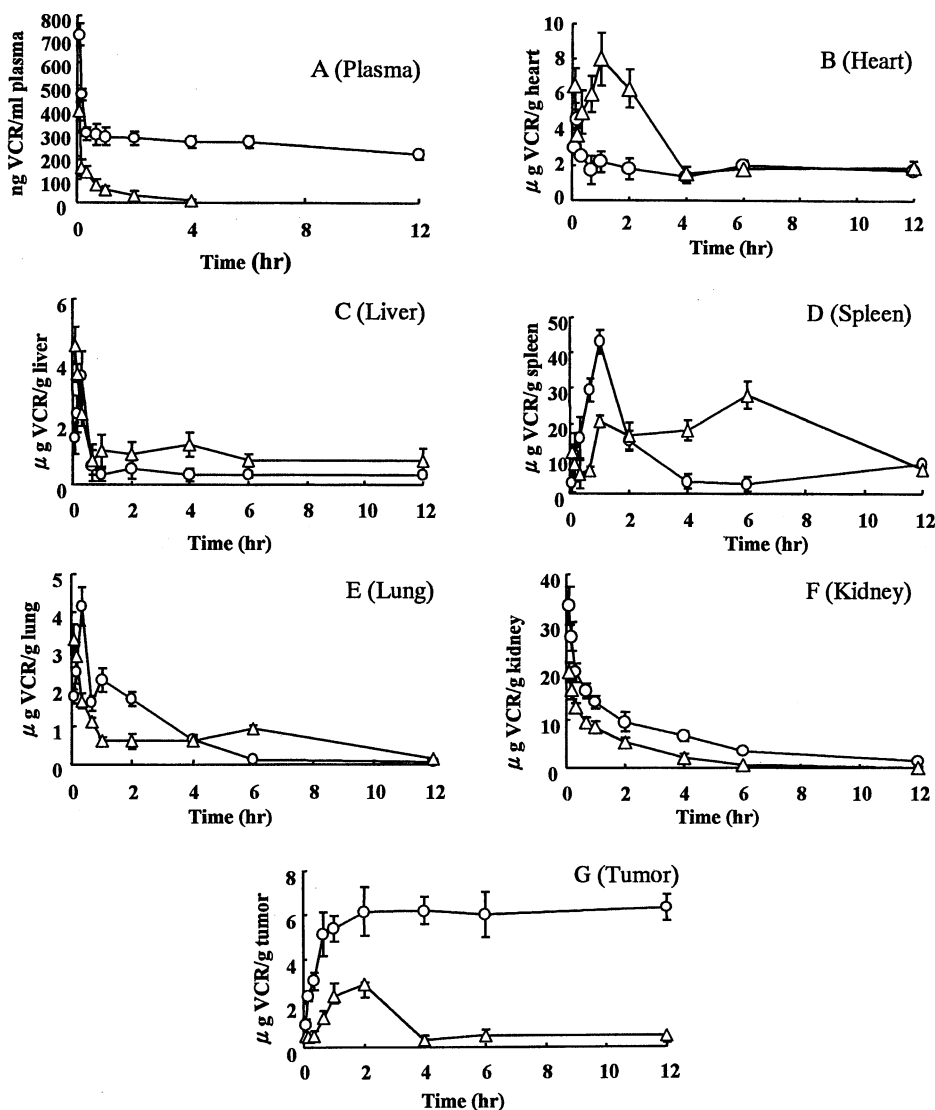 A (Plasma)
ng VCR/ml plasma
800
700
600
500
400
300
200
100
0
0 4 8 12
Time (hr)
B (Heart)
μ g VCR/g heart
10
8
6
4
2
0
0 2 4 6 8 10 12
Time (hr)
C (Liver)
μ g VCR/g liver
6
4
2
0
0 2 4 6 8 10 12
Time (hr)
D (Spleen)
μ g VCR/g spleen
50
40
30
20
10
0
0 2 4 6 8 10 12
Time (hr)
E (Lung)
μ g VCR/g lung
5
4
3
2
1
0
0 2 4 6 8 10 12
Time (hr)
F (Kidney)
μ g VCR/g kidney
40
30
20
10
0
0 2 4 6 8 10 12
Time (hr)
G (Tumor)
μ g VCR/g tumor
8
6
4
2
0
0 2 4 6 8 10 12
Time (hr)